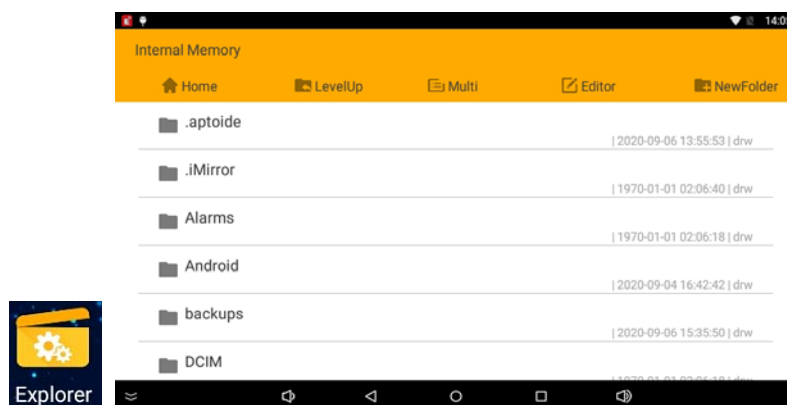 14:0
Internal Memory
Home LevelUp Multi Editor NewFolder
.aptoide
| 2020-09-06 13:55:53 | drw
.iMirror
| 1970-01-01 02:06:40 | drw
Alarms
| 1970-01-01 02:06:18 | drw
Android
| 2020-09-04 16:42:42 | drw
backups
| 2020-09-06 15:35:50 | drw
DCIM
Explorer